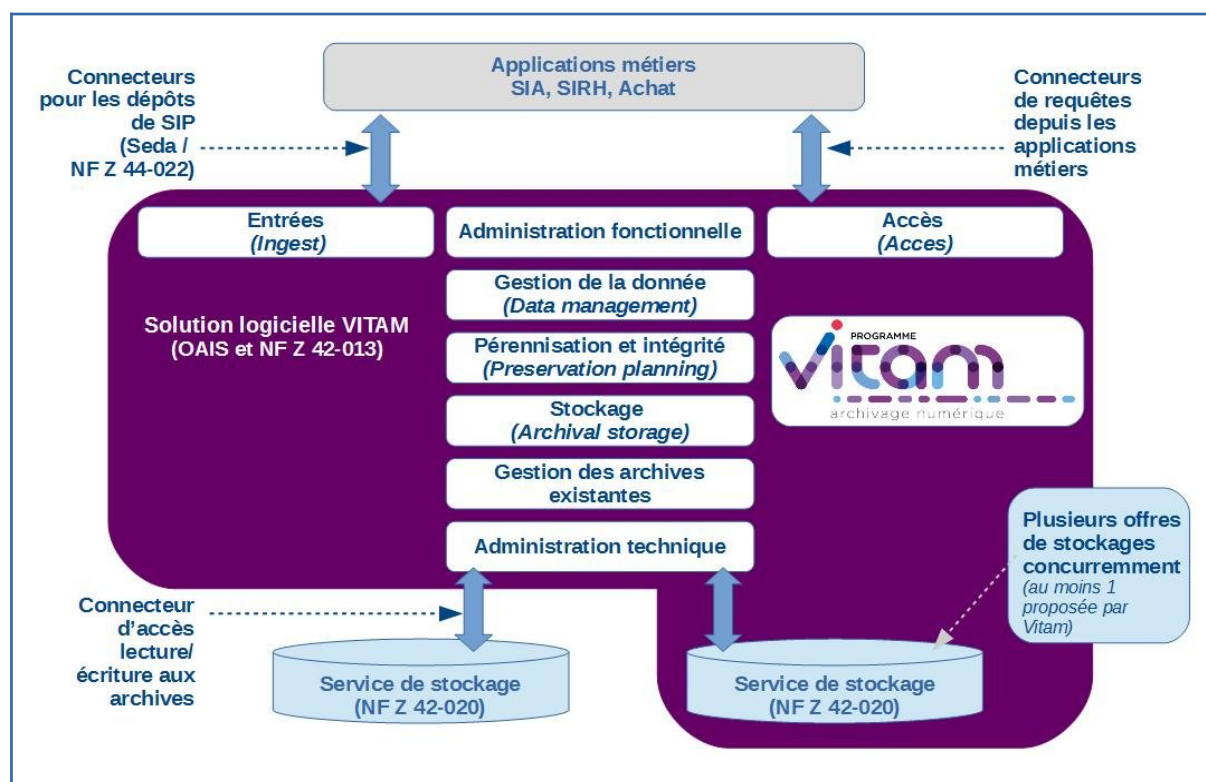 Applications métiers
SIA, SIRH, Achat
Connecteurs
pour les dépôts
de SIP
(Seda /
NF Z 44-022)
Connecteurs
de requêtes
depuis les
applications
métiers
Entrées
(Ingest)
Administration fonctionnelle
Accès
(Acces)
Gestion de la donnée
(Data management)
Solution logicielle VITAM
(OAIS et NF Z 42-013)
Pérennisation et intégrité
(Preservation planning)
PROGRAMME
vitam
archivage numérique
Stockage
(Archival storage)
Gestion des archives
existantes
Administration technique
Plusieurs offres
de stockages
concurremment
(au moins 1
proposée par
Vitam)
Connecteur
d'accès
lecture/
écriture aux
archives
Service de stockage
(NF Z 42-020)
Service de stockage
(NF Z 42-020)